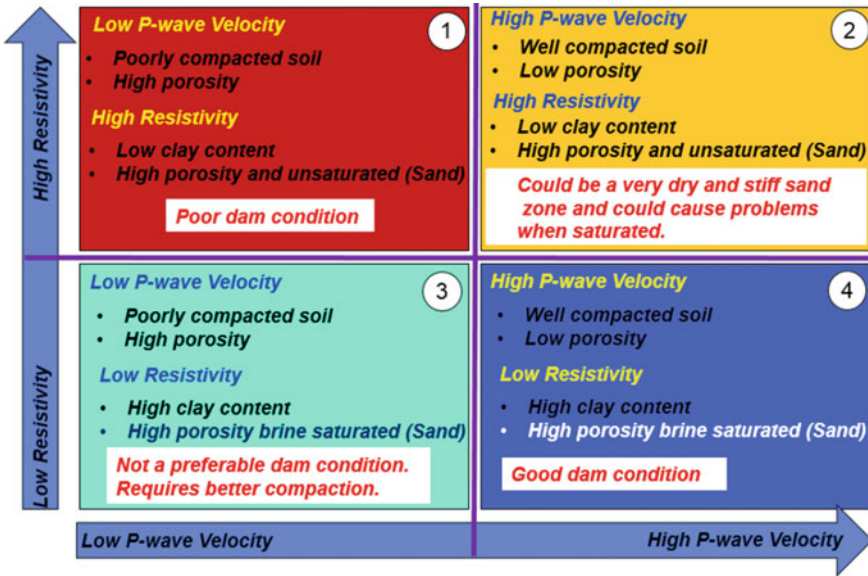 High Resistivity
Low Resistivity
Low P-wave Velocity
1
• Poorly compacted soil
• High porosity
High Resistivity
• Low clay content
• High porosity and unsaturated (Sand)
Poor dam condition
High P-wave Velocity
2
• Well compacted soil
• Low porosity
High Resistivity
• Low clay content
• High porosity and unsaturated (Sand)
Could be a very dry and stiff sand
zone and could cause problems
when saturated.
Low P-wave Velocity
3
• Poorly compacted soil
• High porosity
Low Resistivity
• High clay content
• High porosity brine saturated (Sand)
Not a preferable dam condition.
Requires better compaction.
High P-wave Velocity
4
• Well compacted soil
• Low porosity
Low Resistivity
• High clay content
• High porosity brine saturated (Sand)
Good dam condition
Low P-wave Velocity
High P-wave Velocity